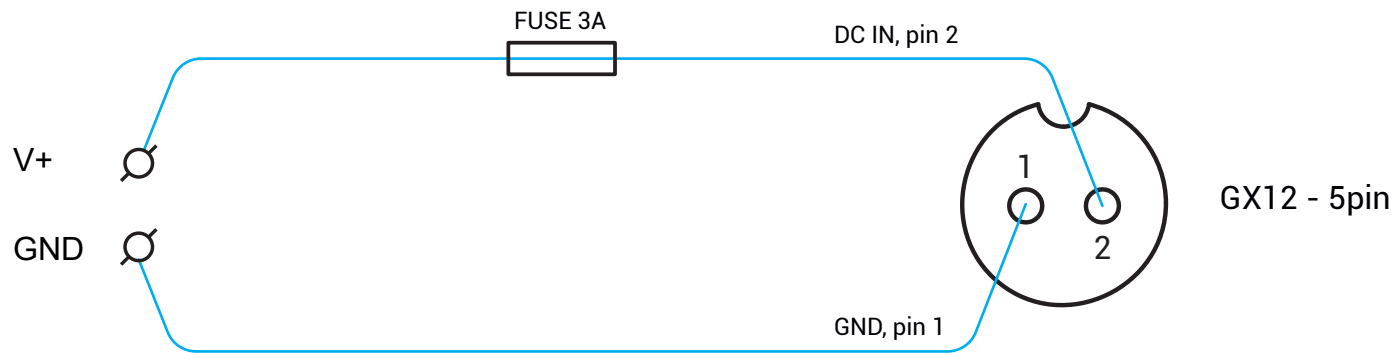 FUSE 3A
DC IN, pin 2
V+
1
GX12 - 5pin
GND
2
GND, pin 1